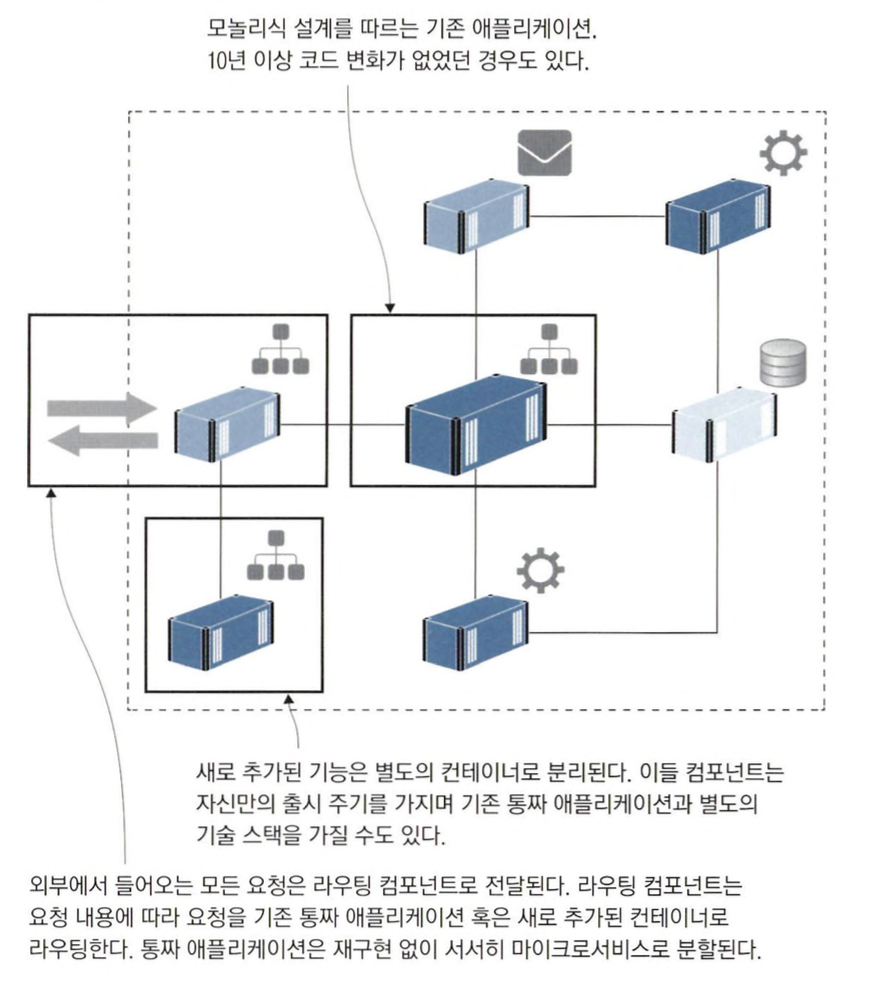 모놀리식 설계를 따르는 기존 애플리케이션.
10년 이상 코드 변화가 없었던 경우도 있다.
새로 추가된 기능은 별도의 컨테이너로 분리된다. 이들 컴포넌트는
자신만의 출시 주기를 가지며 기존 통짜 애플리케이션과 별도의
기술 스택을 가질 수도 있다.
외부에서 들어오는 모든 요청은 라우팅 컴포넌트로 전달된다. 라우팅 컴포넌트는
요청 내용에 따라 요청을 기존 통짜 애플리케이션 혹은 새로 추가된 컨테이너로
라우팅한다. 통짜 애플리케이션은 재구현 없이 서서히 마이크로서비스로 분할된다.